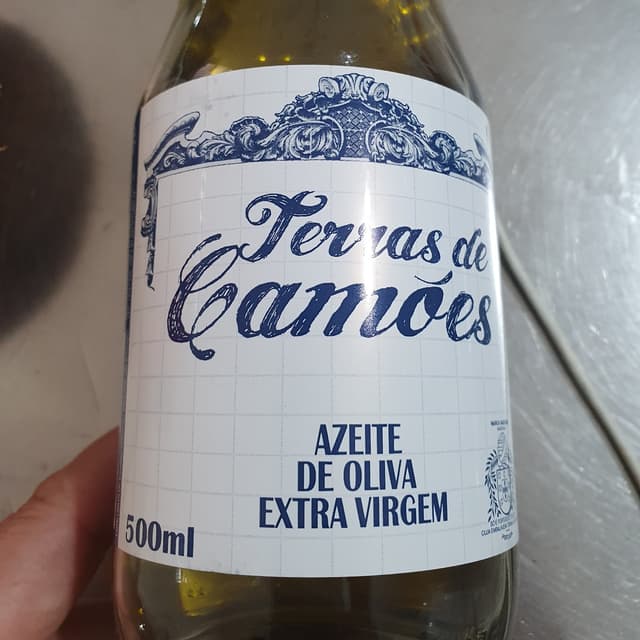 Terras de
Camões
AZEITE
DE OLIVA
EXTRA VIRGEM
500ml